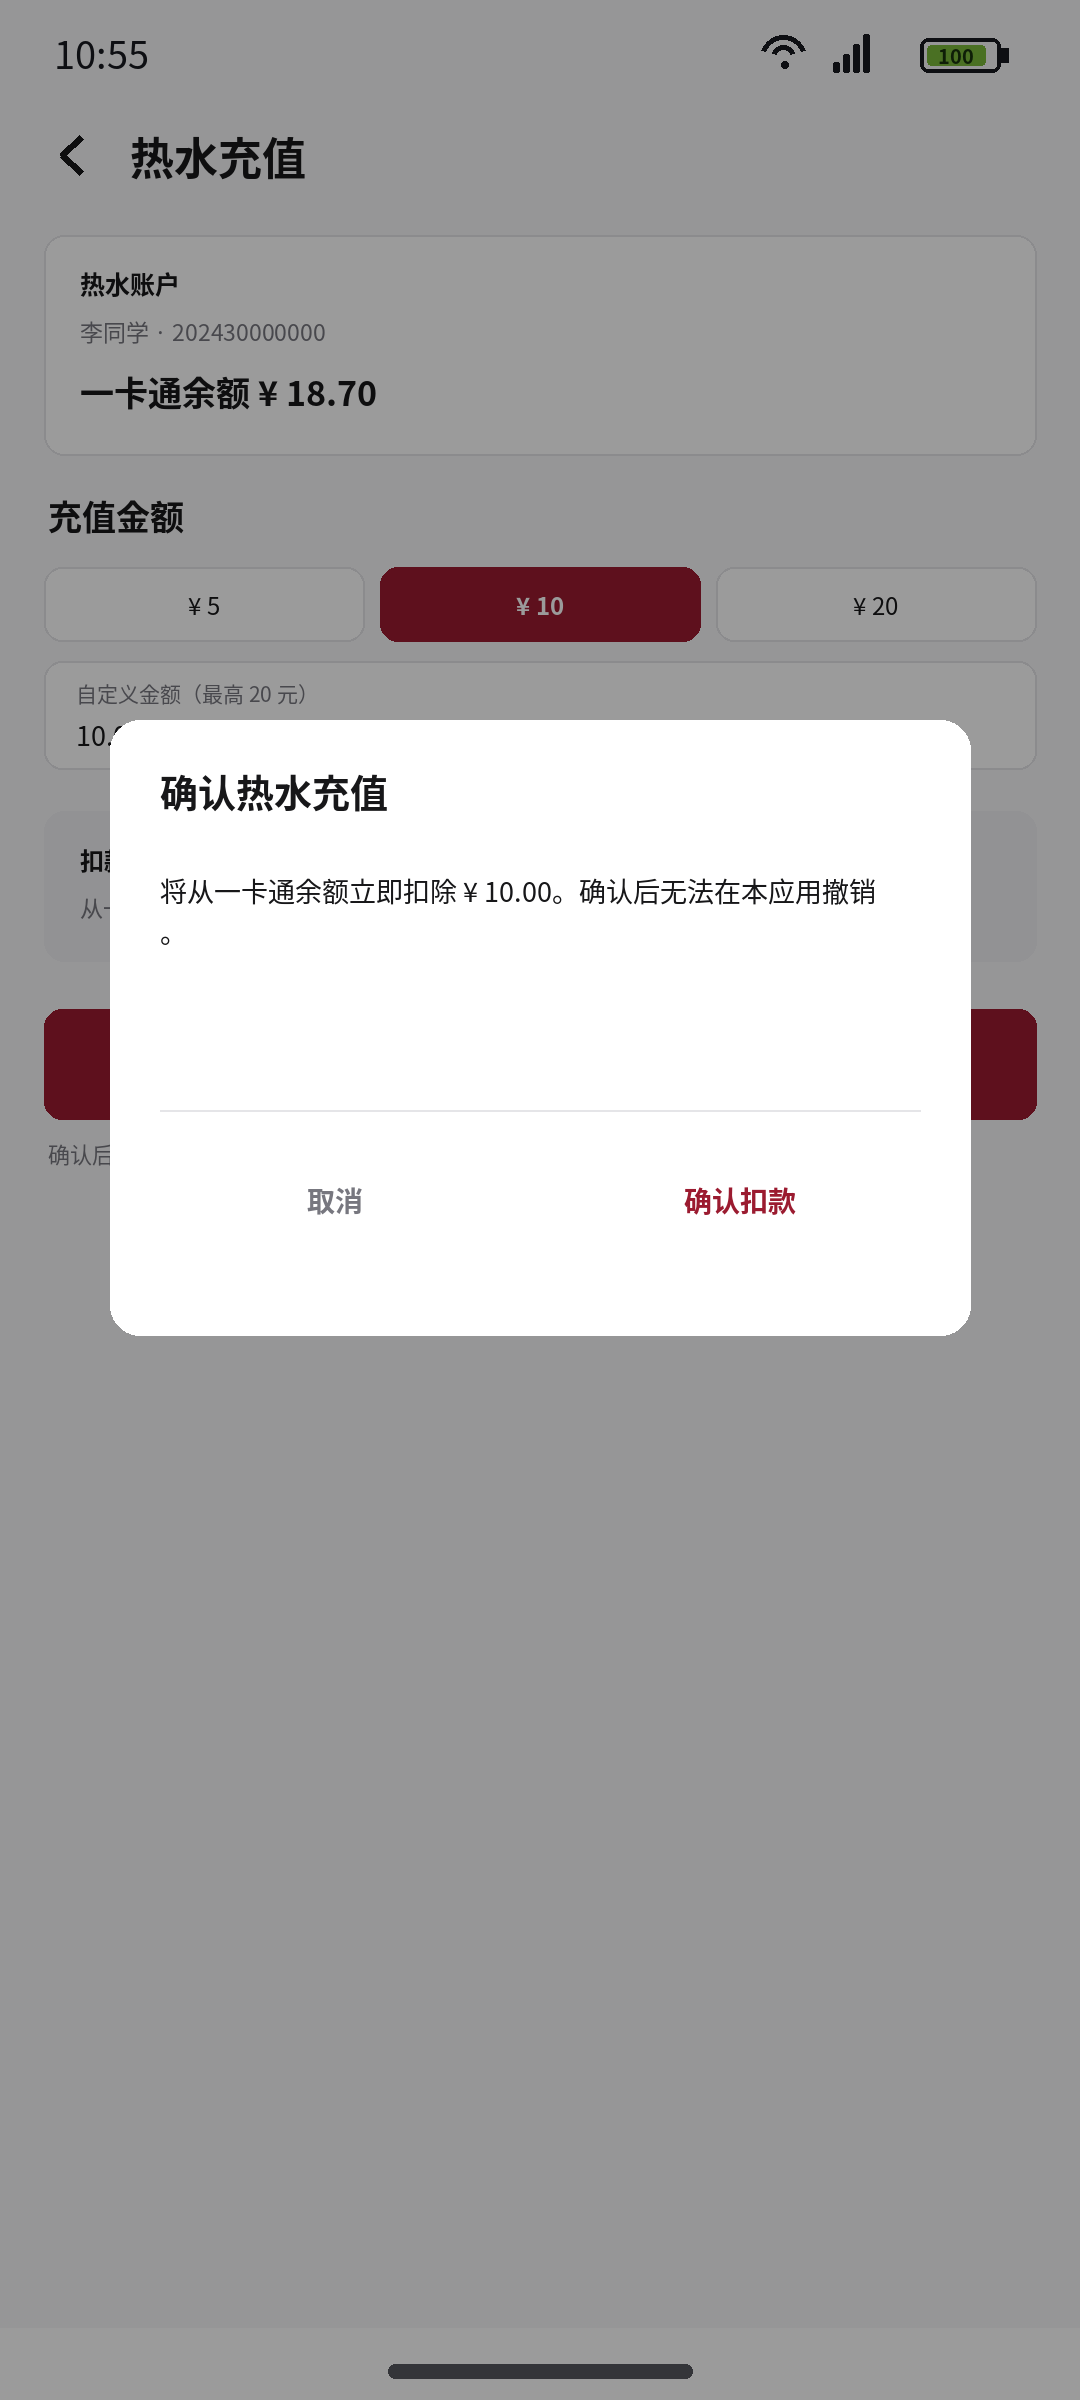 10:55
100
热水充值
热水账户
李同学 · 202430000000
一卡通余额 ¥ 18.70
充值金额
¥ 5
¥ 10
¥ 20
自定义金额（最高 20 元）
10.
确认热水充值
扣
从一
将从一卡通余额立即扣除 ¥ 10.00。确认后无法在本应用撤销
。
确认后
取消
确认扣款